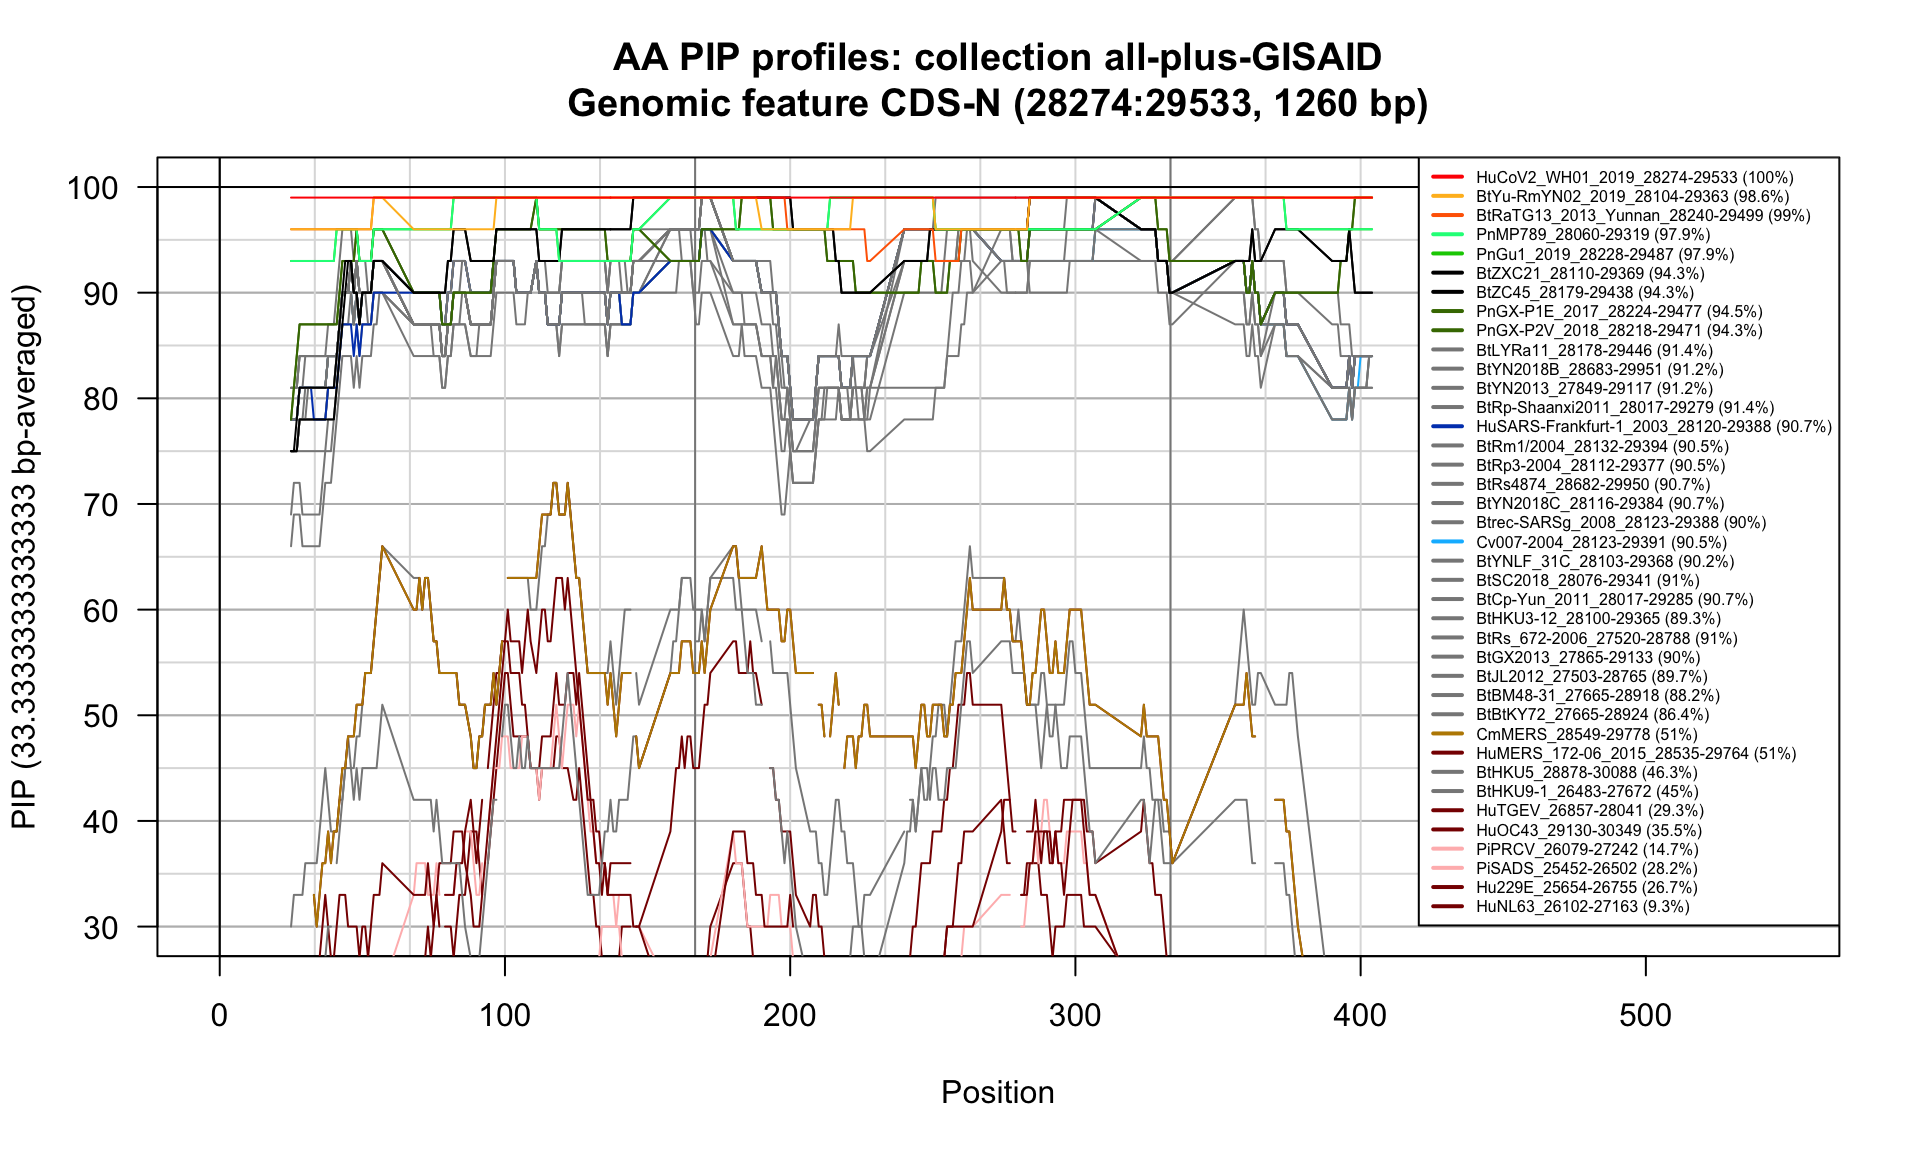 AA PIP profiles: collection all-plus-GISAID
Genomic feature CDS-N (28274:29533, 1260 bp)
PIP (33.3333333333333 bp-averaged)
100
90
80
70
60
50
40
30
0
100
200
300
400
500
Position
HuCoV2_WH01_2019_28274-29533 (100%)
BtYu-RmYN02_2019_28104-29363 (98.6%)
BtRaTG13_2013_Yunnan_28240-29499 (99%)
PnMP789_28060-29319 (97.9%)
PnGu1_2019_28228-29487 (97.9%)
BtZXC21_28110-29369 (94.3%)
BtZC45_28179-29438 (94.3%)
PnGX-P1E_2017_28224-29477 (94.5%)
PnGX-P2V_2018_28218-29471 (94.3%)
BtLYRa11_28178-29446 (91.4%)
BtYN2018B_28683-29951 (91.2%)
BtYN2013_27849-29117 (91.2%)
BtRp-Shaanxi2011_28017-29279 (91.4%)
HuSARS-Frankfurt-1_2003_28120-29388 (90.7%)
BtRm1/2004_28132-29394 (90.5%)
BtRp3-2004_28112-29377 (90.5%)
BtRs4874_28682-29950 (90.7%)
BtYN2018C_28116-29384 (90.7%)
Btrec-SARSg_2008_28123-29388 (90%)
Cv007-2004_28123-29391 (90.5%)
BtYNLF_31C_28103-29368 (90.2%)
BtSC2018_28076-29341 (91%)
BtCp-Yun_2011_28017-29285 (90.7%)
BtHKU3-12_28100-29365 (89.3%)
BtRs_672-2006_27520-28788 (91%)
BtGX2013_27865-29133 (90%)
BtJL2012_27503-28765 (89.7%)
BtBM48-31_27665-28918 (88.2%)
BtBtKY72_27665-28924 (86.4%)
CmMERS_28549-29778 (51%)
HuMERS_172-06_2015_28535-29764 (51%)
BtHKU5_28878-30088 (46.3%)
BtHKU9-1_26483-27672 (45%)
HuTGEV_26857-28041 (29.3%)
HuOC43_29130-30349 (35.5%)
PiPRCV_26079-27242 (14.7%)
PiSADS_25452-26502 (28.2%)
Hu229E_25654-26755 (26.7%)
HuNL63_26102-27163 (9.3%)